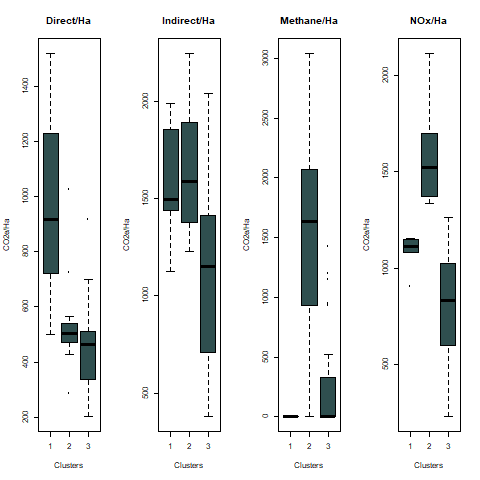 Direct/Ha
CO2e/Ha
1400
1200
1000
800
600
400
200
1 2 3
Clusters
Indirect/Ha
CO2e/Ha
2000
1500
1000
500
1 2 3
Clusters
Methane/Ha
CO2e/Ha
3000
2500
2000
1500
1000
500
0
1 2 3
Clusters
NOx/Ha
CO2e/Ha
2000
1500
1000
500
1 2 3
Clusters